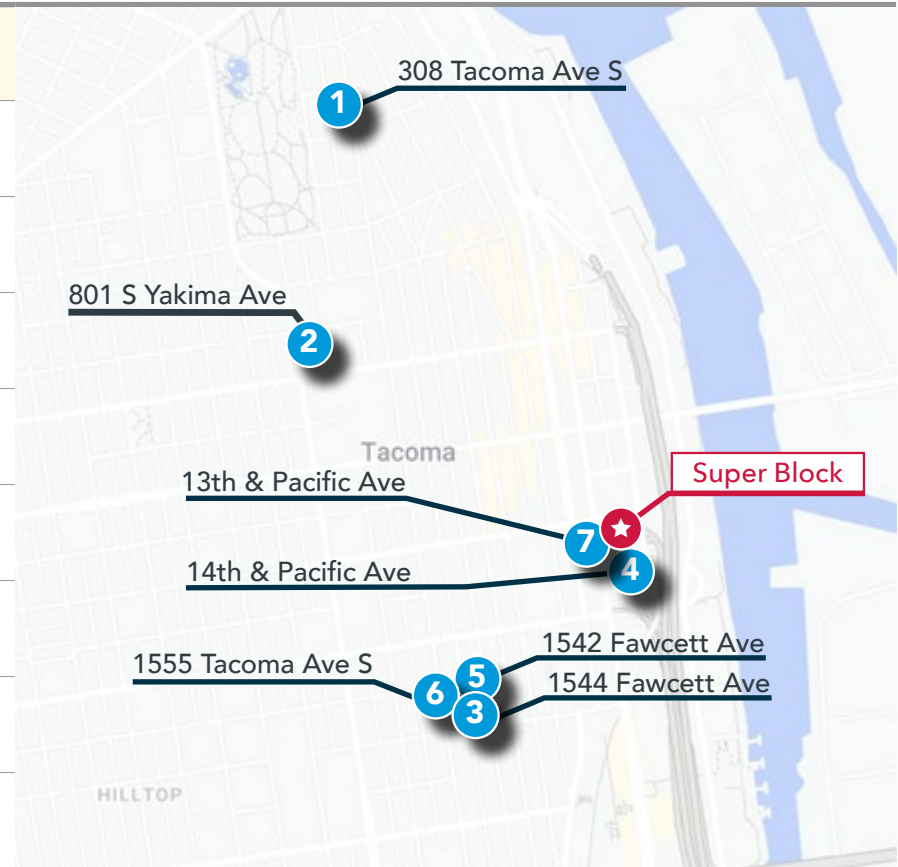 308 Tacoma Ave S
1
801 S Yakima Ave
2
Tacoma
Super Block
13th & Pacific Ave
7
14th & Pacific Ave
4
1542 Fawcett Ave
1555 Tacoma Ave S
5
6
1544 Fawcett Ave
3
HILLTOP